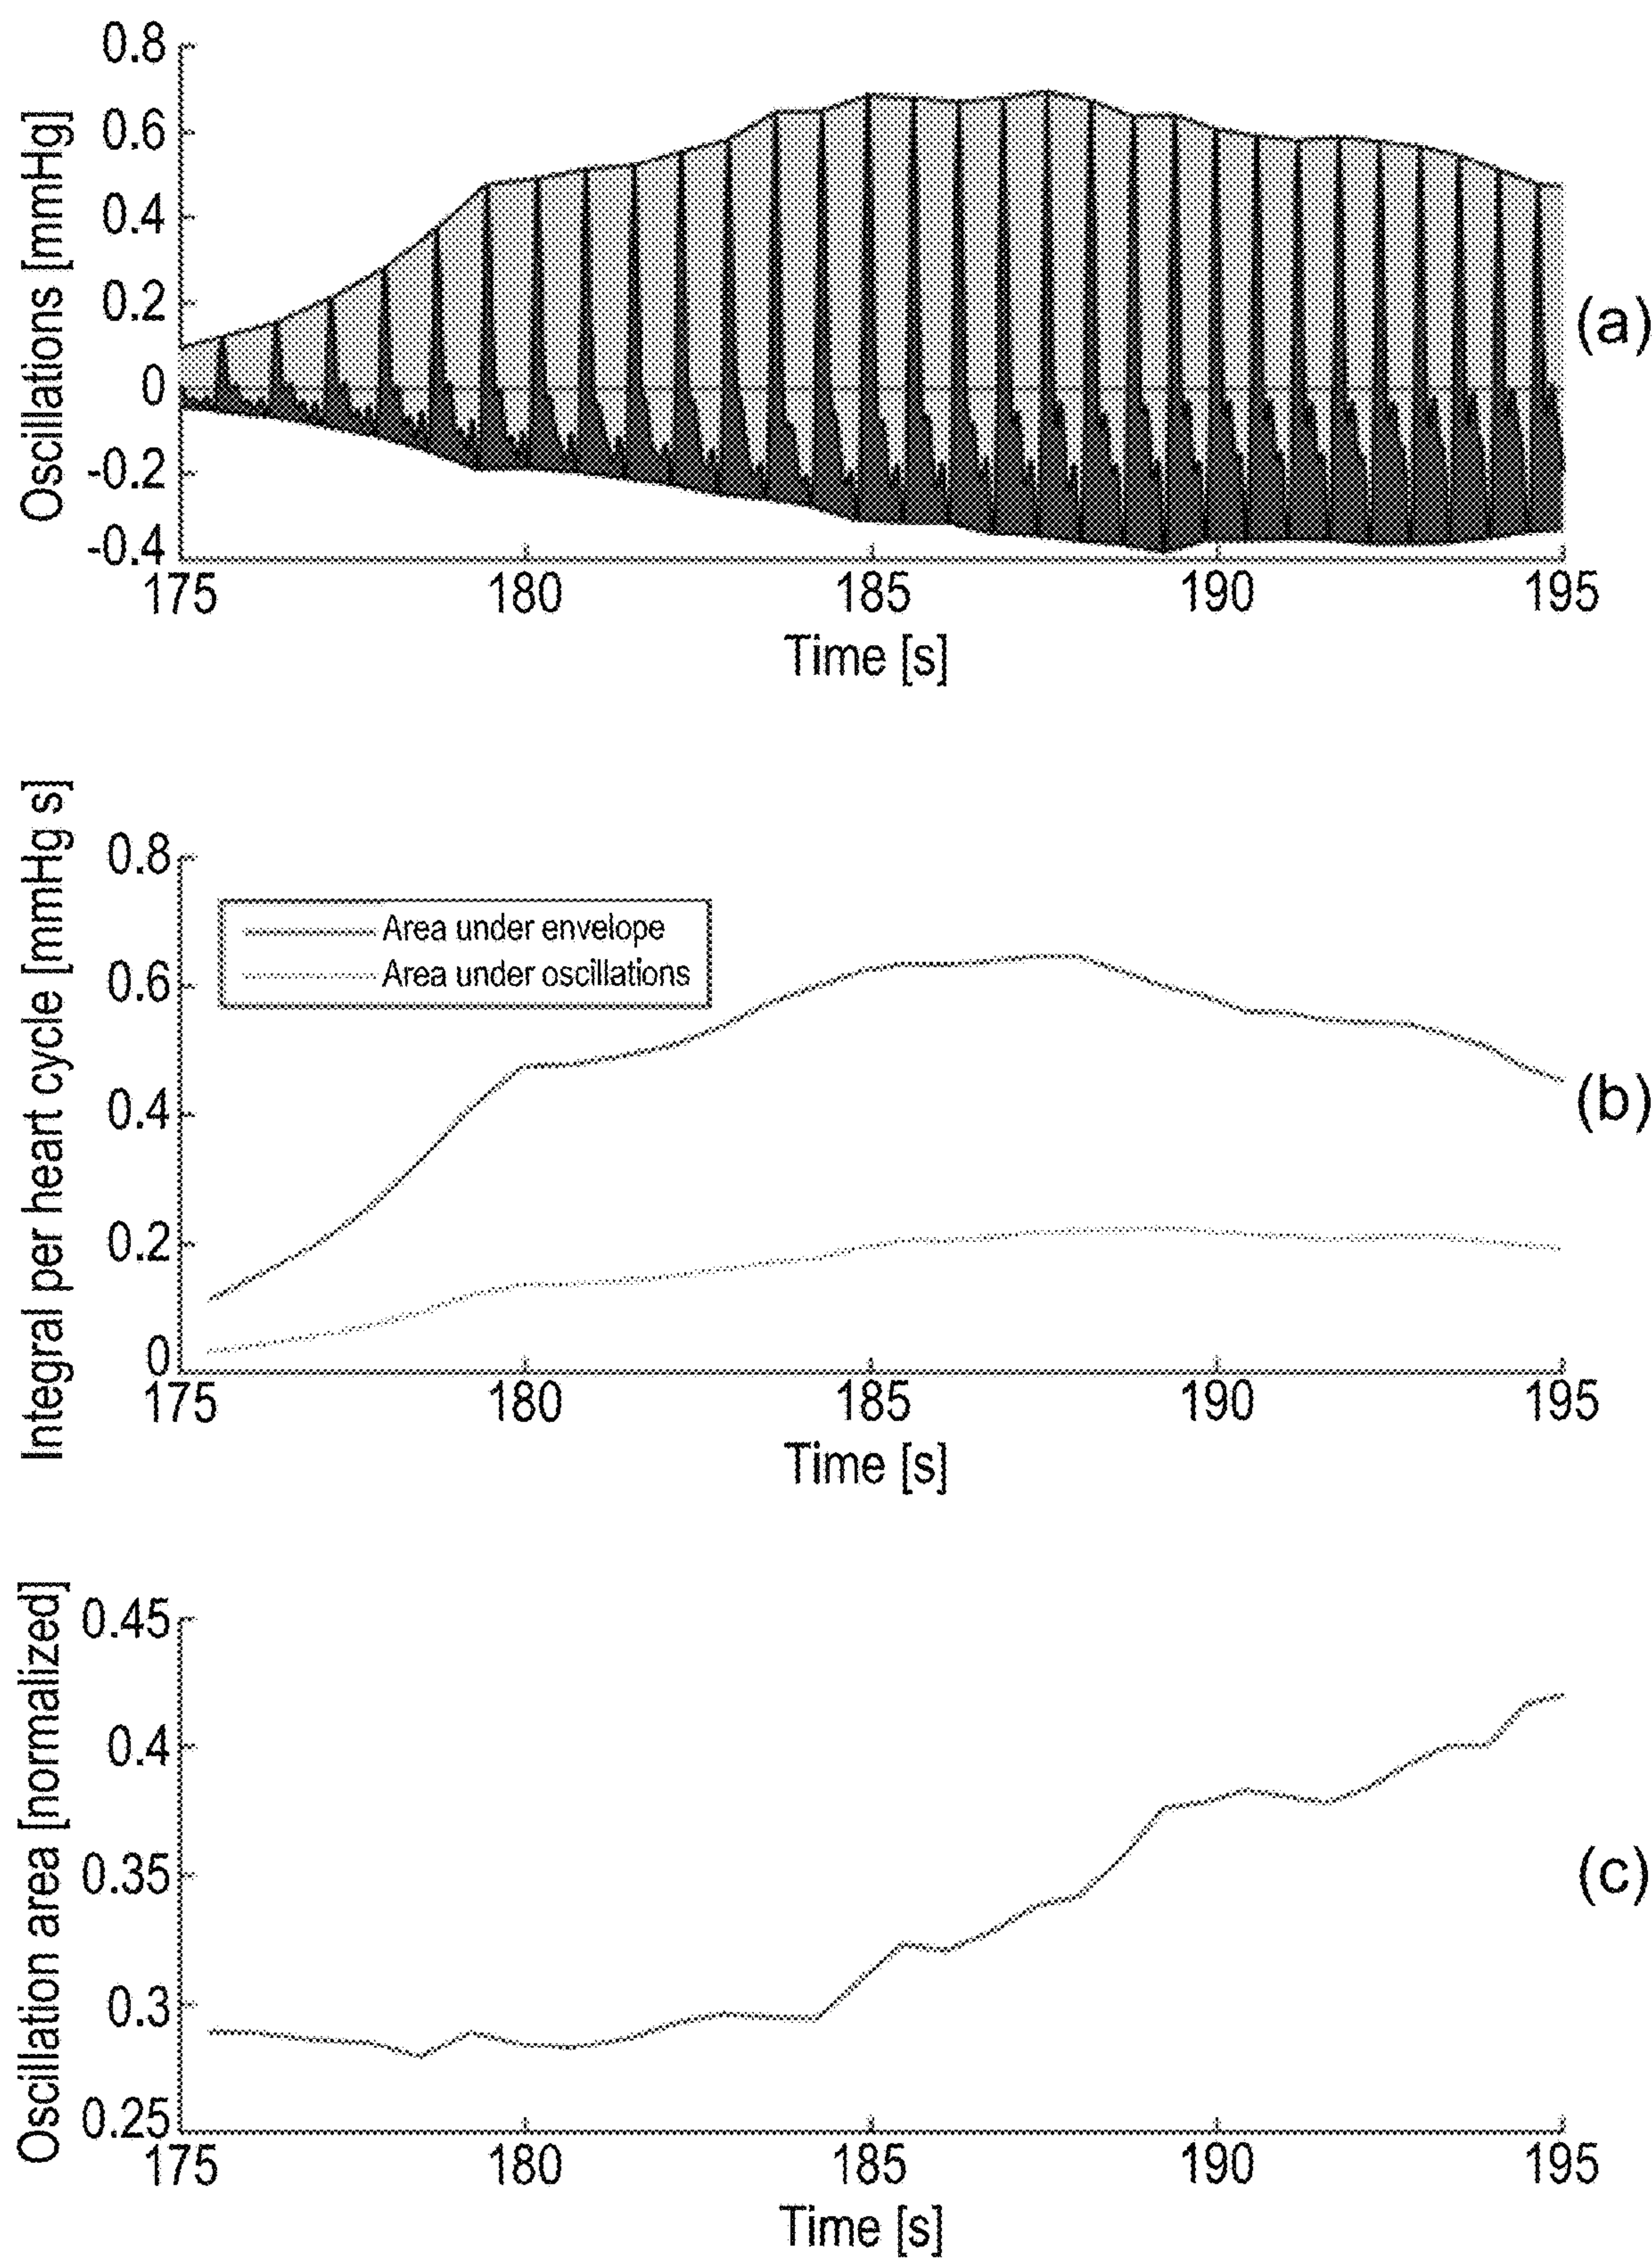 Oscillations [mmHg]
0.8
0.6
0.4
0.2
0
-0.2
-0.4
175 180 185 190 195
Time [s]
(a)
Integral per heart cycle [mmHg s]
0.8
0.6
0.4
0.2
0
Area under envelope
Area under oscillations
175 180 185 190 195
Time [s]
(b)
Oscillation area [normalized]
0.45
0.4
0.35
0.3
0.25
175 180 185 190 195
Time [s]
(c)